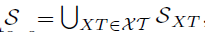 𝒮 = ⋃_{XT∈𝒳𝒯} 𝒮_{XT},